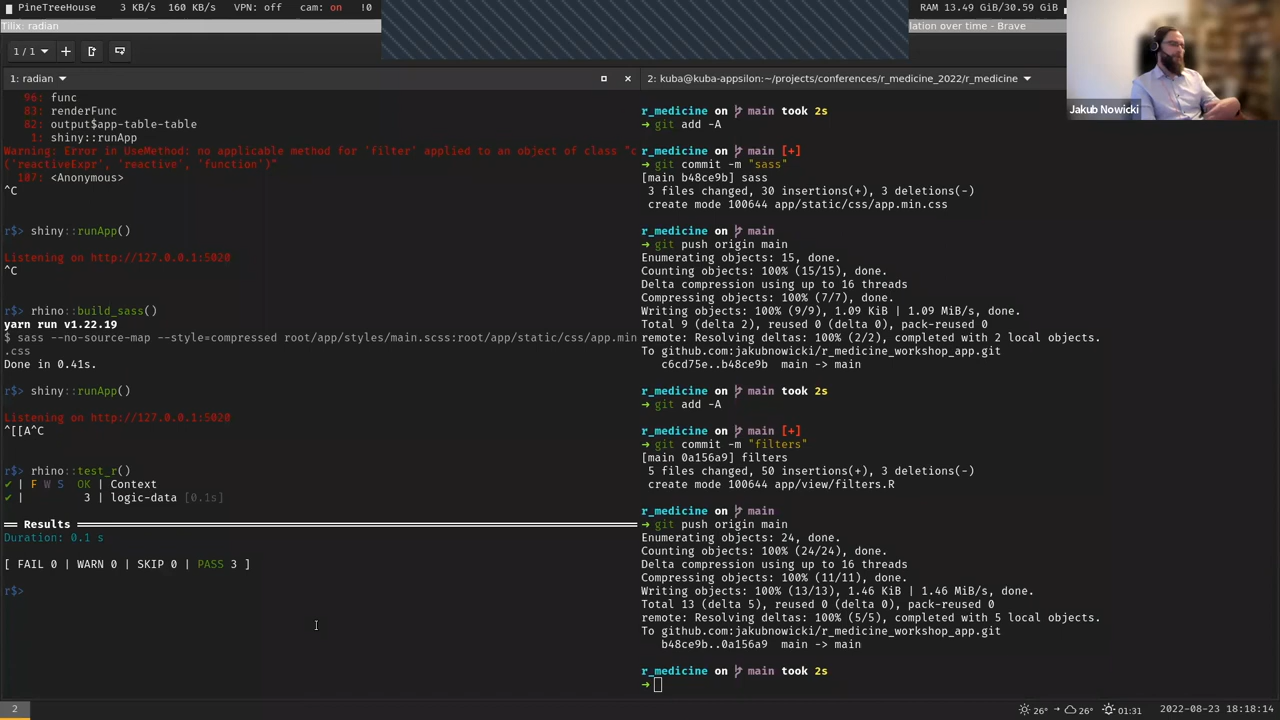 PineTreeHouse 3 KB/s 160 KB/s VPN: off cam: on !0
RAM 13.49 GiB/30.59 GiB
Tilix: radian
lation over time - Brave
1 / 1
1: radian
96: func
83: renderFunc
82: output$app-table-table
1: shiny::runApp
Warning: Error in UseMethod: no applicable method for 'filter' applied to an object of class "c
('reactiveExpr', 'reactive', 'function')"
107: <Anonymous>
^C
r$> shiny::runApp()
Listening on http://127.0.0.1:5020
^C
r$> rhino::build_sass()
yarn run v1.22.19
$ sass --no-source-map --style=compressed root/app/styles/main.scss:root/app/static/css/app.min
.css
Done in 0.41s.
r$> shiny::runApp()
Listening on http://127.0.0.1:5020
^[[A^C
r$> rhino::test_r()
✔ | F W S OK | Context
✔ | 3 | logic-data [0.1s]
══ Results ══
Duration: 0.1 s
[ FAIL 0 | WARN 0 | SKIP 0 | PASS 3 ]
r$>
2: kuba@kuba-appsilon:~/projects/conferences/r_medicine_2022/r_medicine
r_medicine on main took 2s
→ git add -A
r_medicine on main [+]
→ git commit -m "sass"
[main b48ce9b] sass
3 files changed, 30 insertions(+), 3 deletions(-)
create mode 100644 app/static/css/app.min.css
r_medicine on main
→ git push origin main
Enumerating objects: 15, done.
Counting objects: 100% (15/15), done.
Delta compression using up to 16 threads
Compressing objects: 100% (7/7), done.
Writing objects: 100% (9/9), 1.09 KiB | 1.09 MiB/s, done.
Total 9 (delta 2), reused 0 (delta 0), pack-reused 0
remote: Resolving deltas: 100% (2/2), completed with 2 local objects.
To github.com:jakubnowicki/r_medicine_workshop_app.git
c6cd75e..b48ce9b main -> main
r_medicine on main took 2s
→ git add -A
r_medicine on main [+]
→ git commit -m "filters"
[main 0a156a9] filters
5 files changed, 50 insertions(+), 3 deletions(-)
create mode 100644 app/view/filters.R
r_medicine on main
→ git push origin main
Enumerating objects: 24, done.
Counting objects: 100% (24/24), done.
Delta compression using up to 16 threads
Compressing objects: 100% (11/11), done.
Writing objects: 100% (13/13), 1.46 KiB | 1.46 MiB/s, done.
Total 13 (delta 5), reused 0 (delta 0), pack-reused 0
remote: Resolving deltas: 100% (5/5), completed with 5 local objects.
To github.com:jakubnowicki/r_medicine_workshop_app.git
b48ce9b..0a156a9 main -> main
r_medicine on main took 2s
→
Jakub Nowicki
2
26° → 26° 01:31 2022-08-23 18:18:14